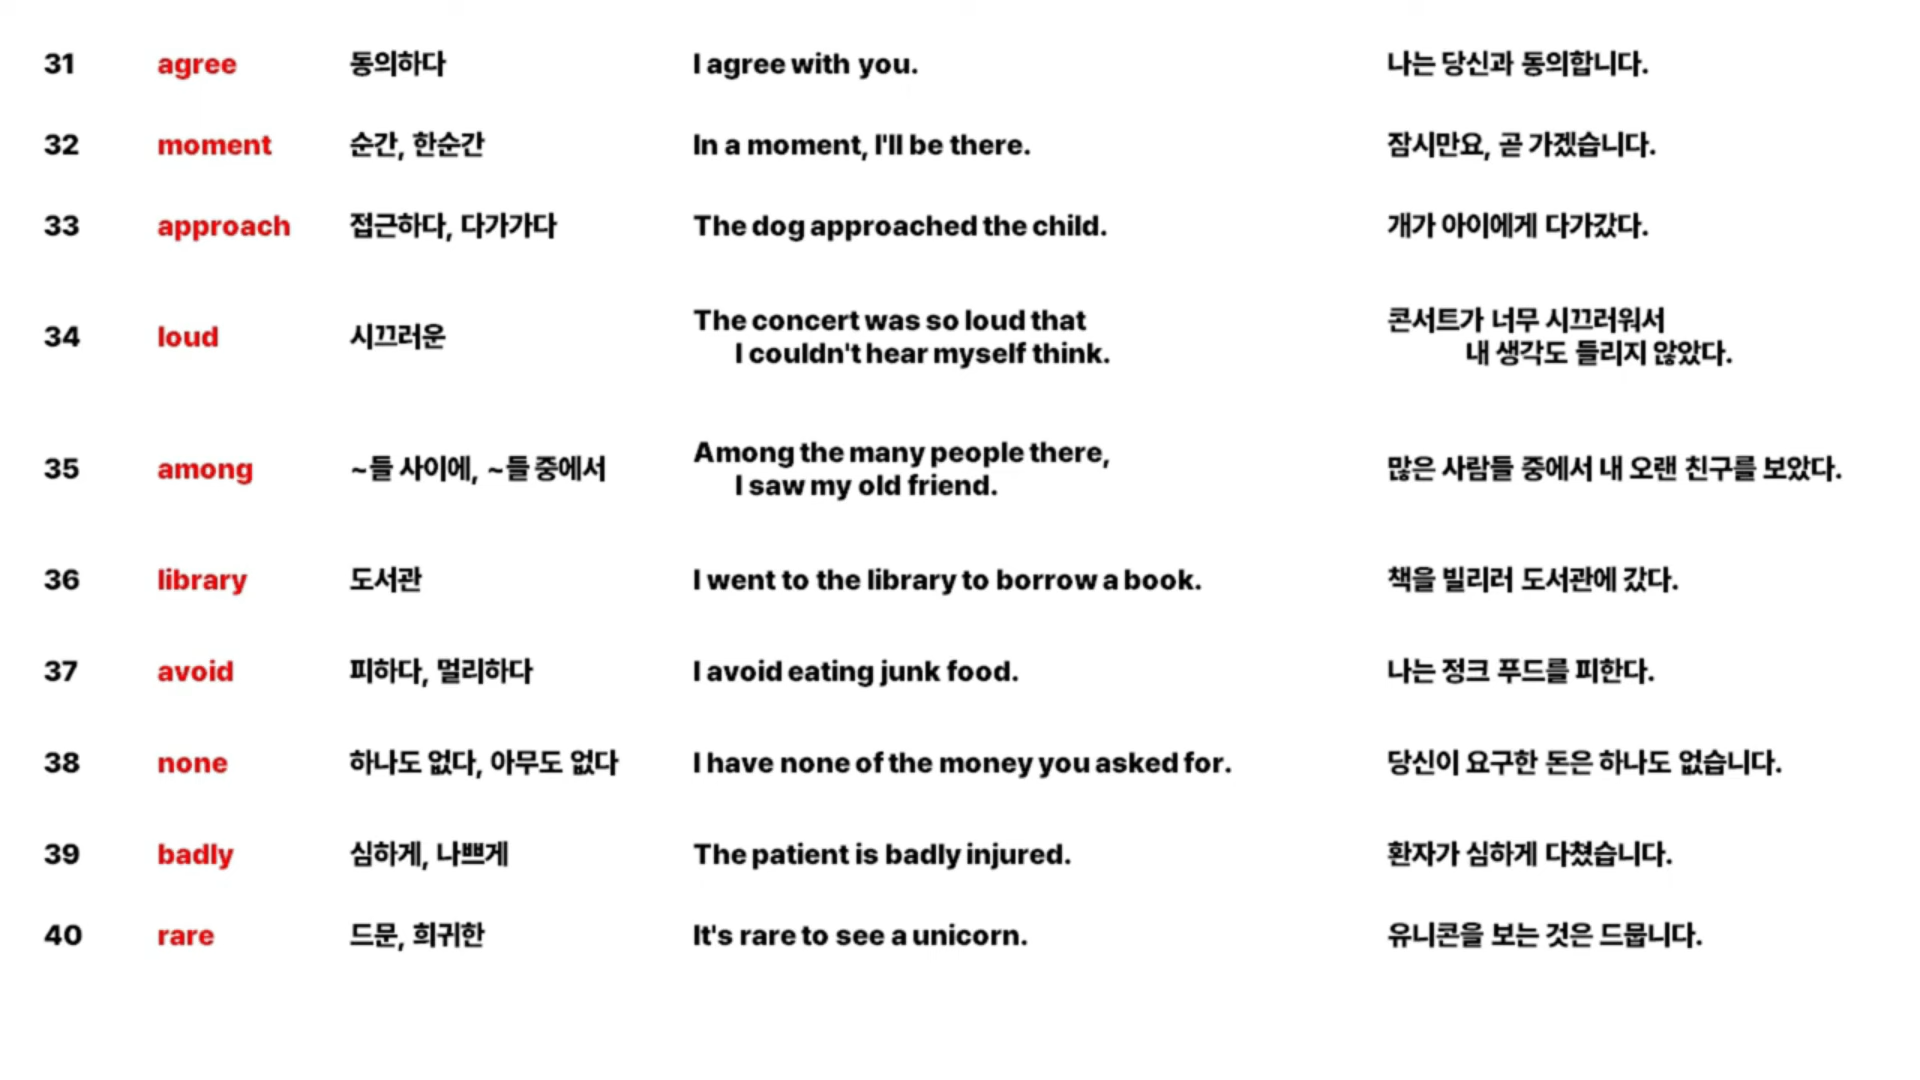 31 agree 동의하다 I agree with you. 나는 당신과 동의합니다.
32 moment 순간, 한순간 In a moment, I'll be there. 잠시만요, 곧 가겠습니다.
33 approach 접근하다, 다가가다 The dog approached the child. 개가 아이에게 다가갔다.
34 loud 시끄러운 The concert was so loud that 콘서트가 너무 시끄러워서
I couldn't hear myself think. 내 생각도 들리지 않았다.
35 among ~들 사이에, ~들 중에서 Among the many people there, 많은 사람들 중에서 내 오랜 친구를 보았다.
I saw my old friend.
36 library 도서관 I went to the library to borrow a book. 책을 빌리러 도서관에 갔다.
37 avoid 피하다, 멀리하다 I avoid eating junk food. 나는 정크 푸드를 피한다.
38 none 하나도 없다, 아무도 없다 I have none of the money you asked for. 당신이 요구한 돈은 하나도 없습니다.
39 badly 심하게, 나쁘게 The patient is badly injured. 환자가 심하게 다쳤습니다.
40 rare 드문, 희귀한 It's rare to see a unicorn. 유니콘을 보는 것은 드뭅니다.